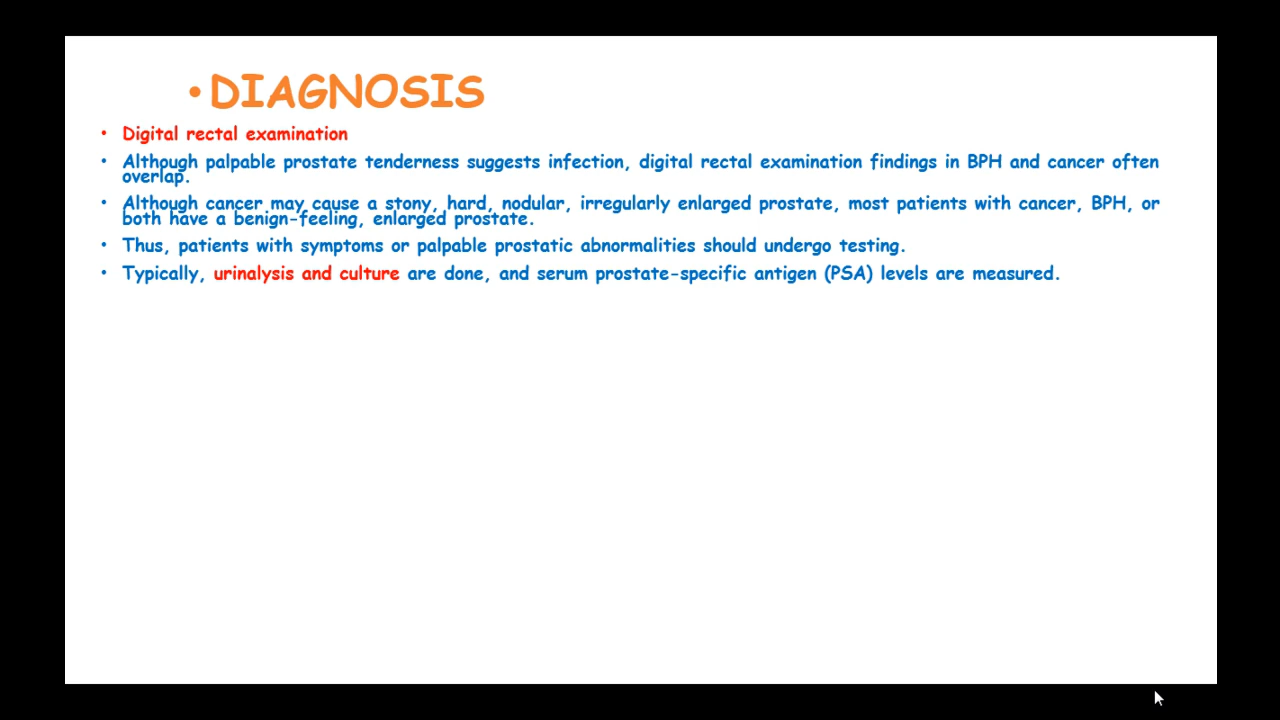 • DIAGNOSIS
• Digital rectal examination
• Although palpable prostate tenderness suggests infection, digital rectal examination findings in BPH and cancer often
overlap.
• Although cancer may cause a stony, hard, nodular, irregularly enlarged prostate, most patients with cancer, BPH, or
both have a benign-feeling, enlarged prostate.
• Thus, patients with symptoms or palpable prostatic abnormalities should undergo testing.
• Typically, urinalysis and culture are done, and serum prostate-specific antigen (PSA) levels are measured.